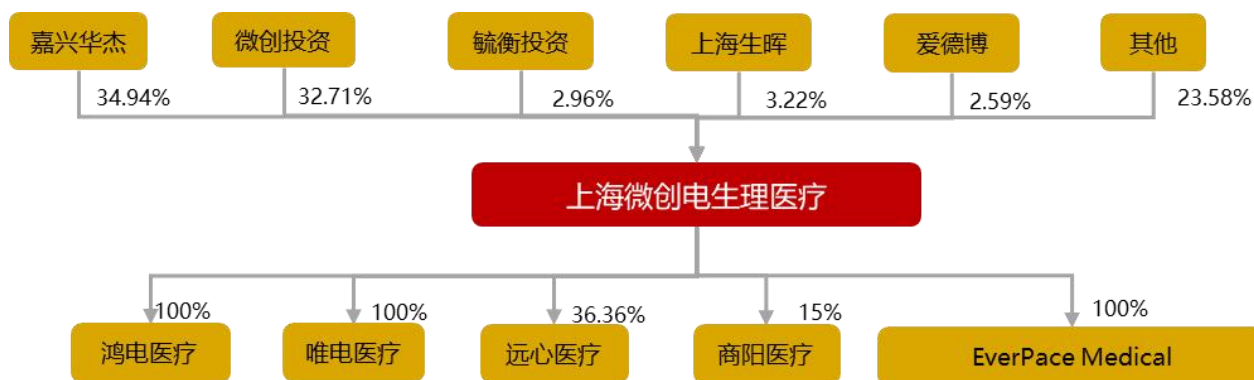 嘉兴华杰
微创投资
毓衡投资
上海生晖
爱德博
其他
34.94%
32.71%
2.96%
3.22%
2.59%
23.58%
上海微创电生理医疗
100%
100%
36.36%
15%
100%
鸿电医疗
唯电医疗
远心医疗
商阳医疗
EverPace Medical